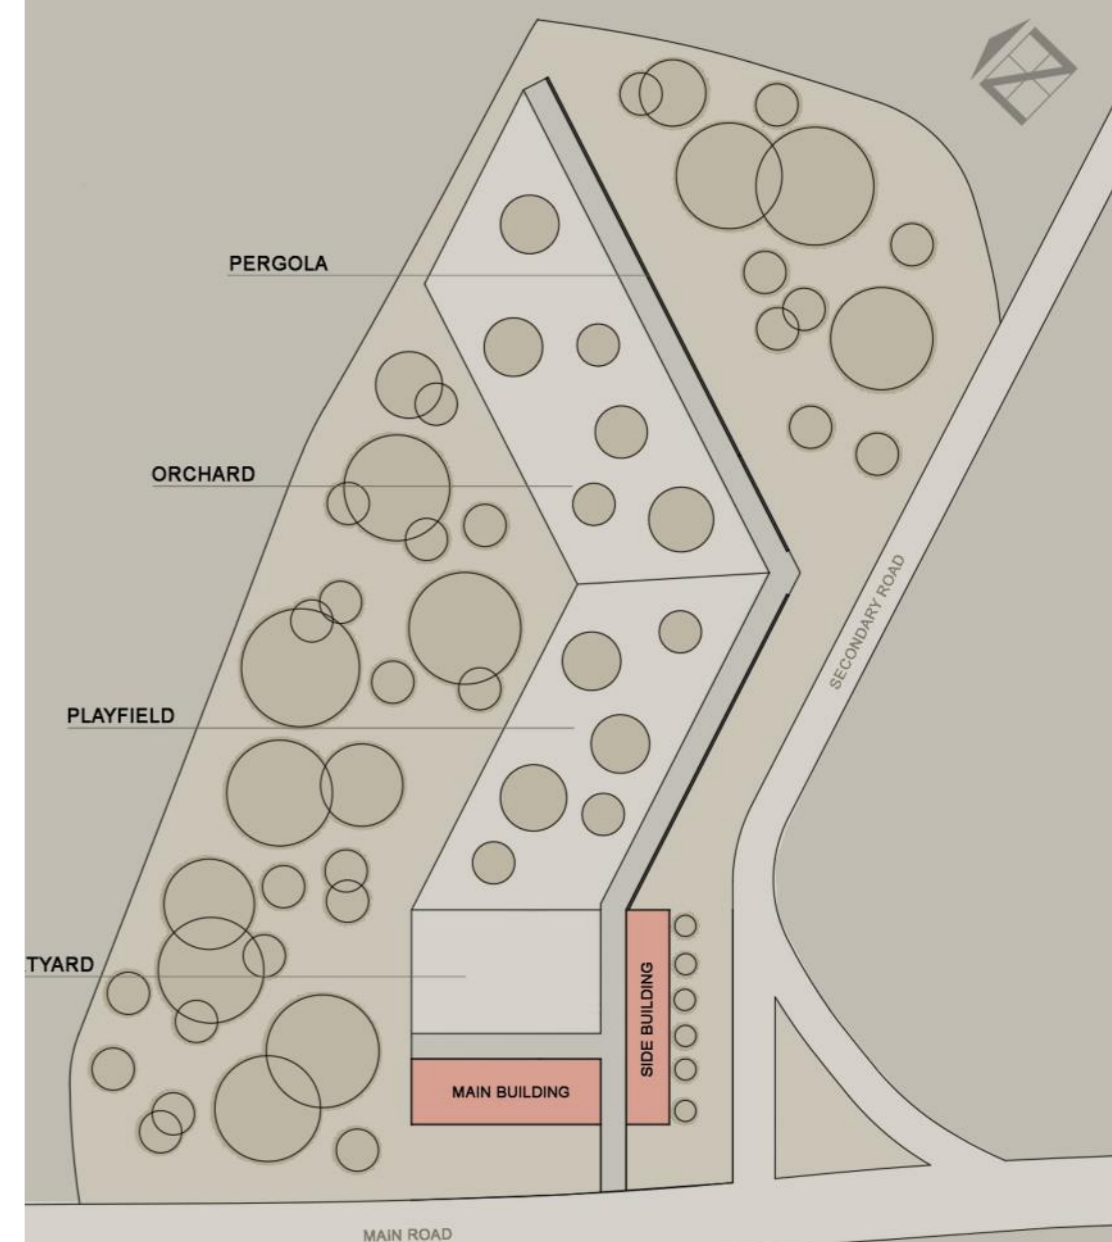 PERGOLA
ORCHARD
SECONDARY ROAD
PLAYFIELD
TYARD
SIDE BUILDING
MAIN BUILDING
MAIN ROAD